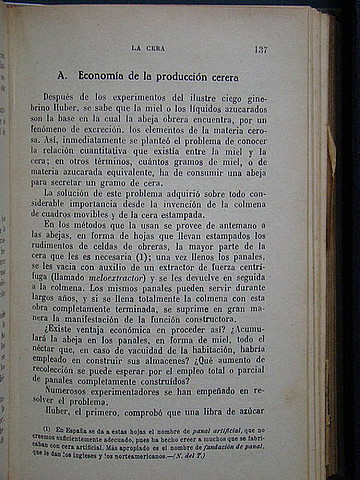 LA CERA 137
A. Economía de la producción cerera
Después de los experimentos del ilustre ciego gine-
brino Huber, se sabe que la miel o los líquidos azucarados
son la base en la cual la abeja obrera encuentra, por un
fenómeno de excreción, los elementos de la materia cero-
sa. Así, inmediatamente se planteó el problema de conocer
la relación cuantitativa que existía entre la miel y la
cera; en otros términos, cuántos gramos de miel, o de
materia azucarada equivalente, ha de consumir una abeja
para secretar un gramo de cera.
La solución de este problema adquirió sobre todo con-
siderable importancia desde la invención de la colmena
de cuadros movibles y de la cera estampada.
En los métodos que la usan se provee de antemano a
las abejas, en forma de hojas que llevan estampados los
rudimentos de celdas de obreras, la mayor parte de la
cera que les es necesaria (1); una vez llenos los panales,
se les vacia con auxilio de un extractor de fuerza centrí-
fuga (llamado meloextractor) y se les devuelve en seguida
a la colmena. Los mismos panales pueden servir durante
largos años, y si se llena totalmente la colmena con esta
obra completamente terminada, se suprime en gran ma-
nera la manifestación de la función constructora.
¿Existe ventaja económica en proceder así? ¿Acumu-
lará la abeja en los panales, en forma de miel, todo el
néctar que, en caso de vacuidad de la habitación, habría
empleado en construir sus almacenes? ¿Qué aumento de
recolección se puede esperar por el empleo total o parcial
de panales completamente construídos?
Numerosos experimentadores se han empeñado en re-
solver el problema.
Huber, el primero, comprobó que una libra de azúcar
(1) En España se da a estas hojas el nombre de panal artificial, que no
creemos suficientemente adecuado, pues ha hecho creer a muchos que se fabri-
caban con cera artificial. Más apropiado es el nombre de fundación de panal,
que le dan los ingleses y los norteamericanos.—(N. del T.)